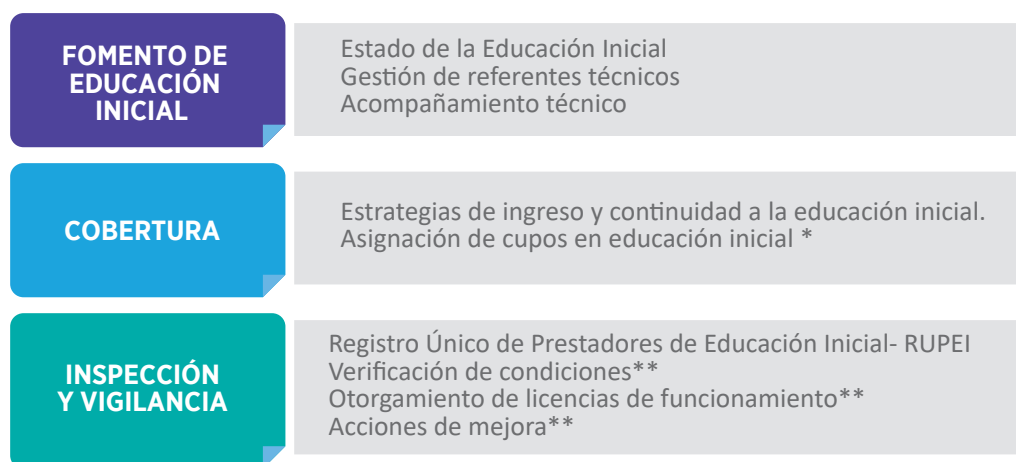 FOMENTO DE
EDUCACIÓN
INICIAL
Estado de la Educación Inicial
Gestión de referentes técnicos
Acompañamiento técnico
COBERTURA
Estrategias de ingreso y continuidad a la educación inicial.
Asignación de cupos en educación inicial *
INSPECCIÓN
Y VIGILANCIA
Registro Único de Prestadores de Educación Inicial- RUPEI
Verificación de condiciones**
Otorgamiento de licencias de funcionamiento**
Acciones de mejora**